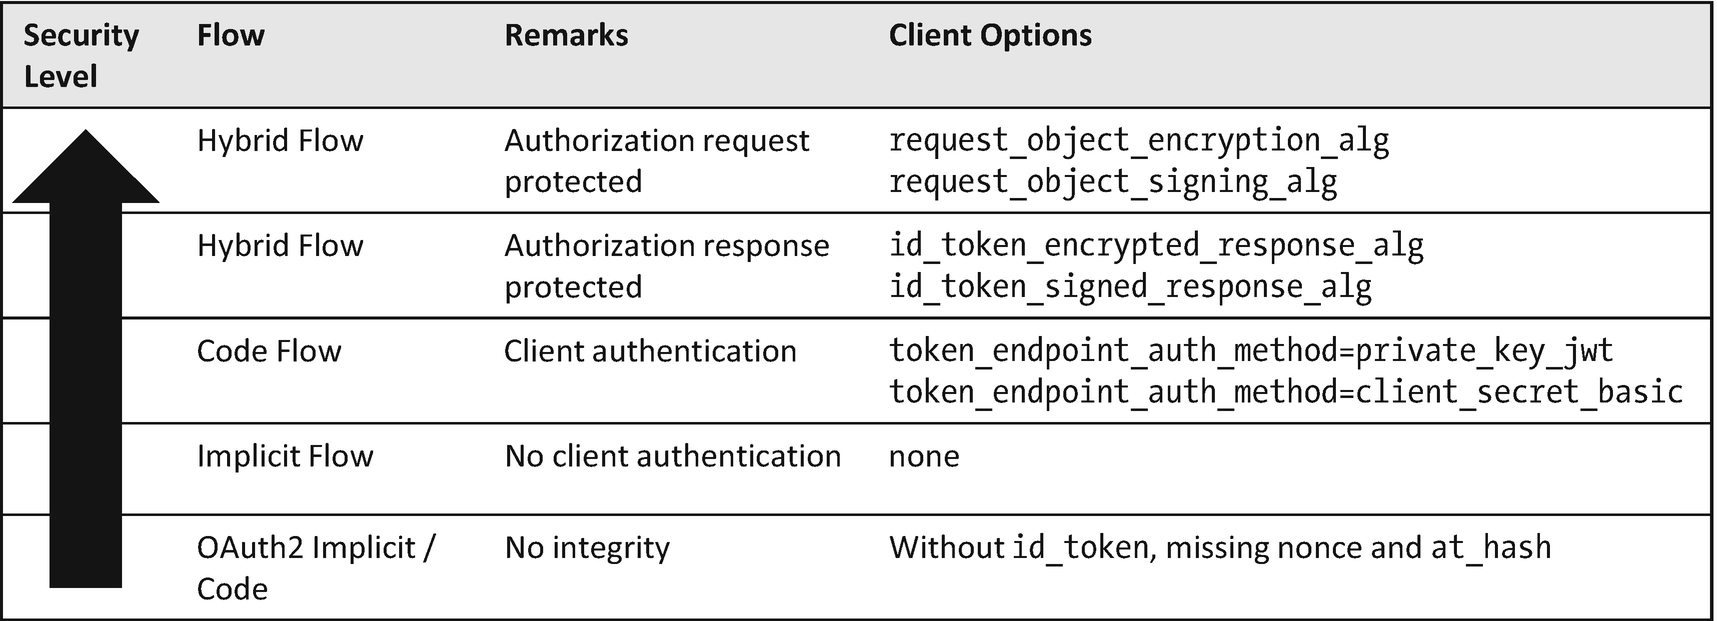 Security Level	Flow	Remarks	Client Options
Hybrid Flow	Authorization request protected	request_object_encryption_alg
request_object_signing_alg
Hybrid Flow	Authorization response protected	id_token_encrypted_response_alg
id_token_signed_response_alg
Code Flow	Client authentication	token_endpoint_auth_method=private_key_jwt
token_endpoint_auth_method=client_secret_basic
Implicit Flow	No client authentication	none
OAuth2 Implicit / Code	No integrity	Without id_token, missing nonce and at_hash